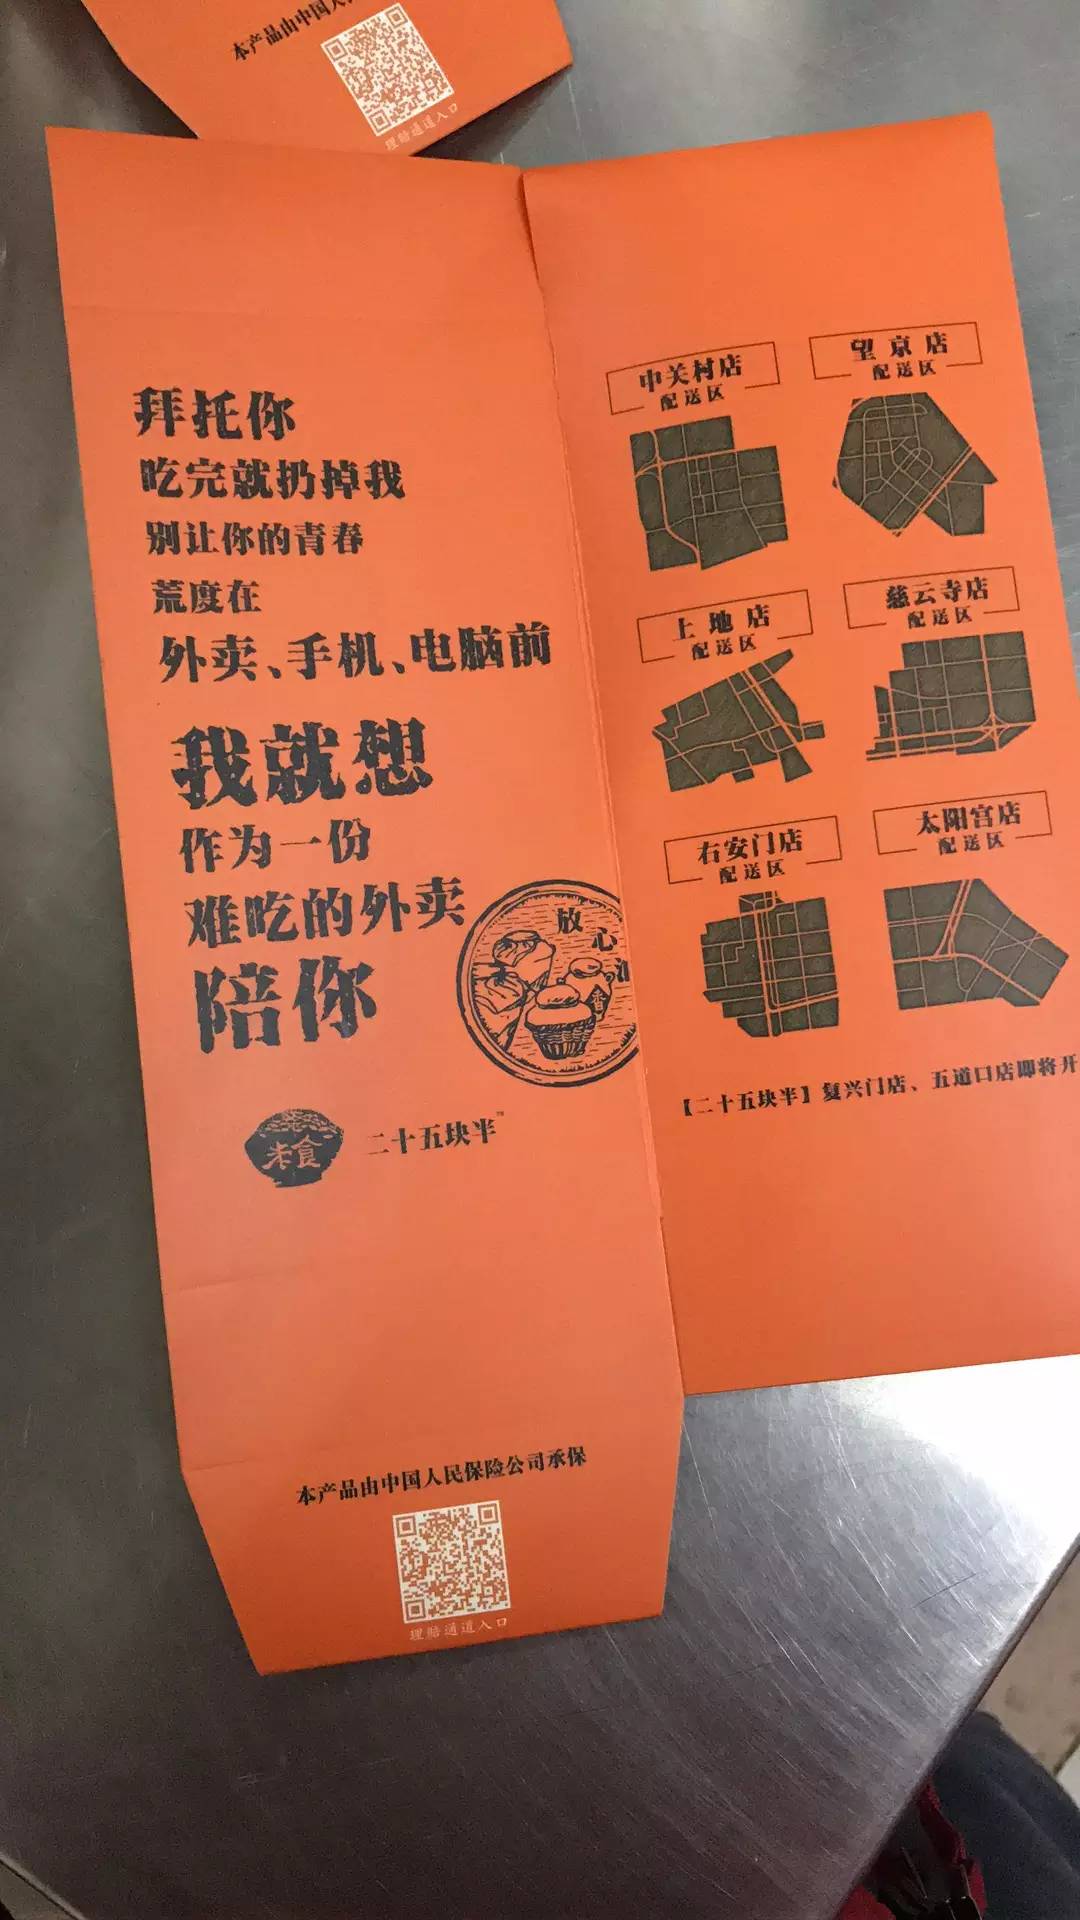 本产品由中国人
理赔通道入口
拜托你
吃完就扔掉我
别让你的青春
荒度在
外卖、手机、电脑前
我就想
作为一份
难吃的外卖
陪你
放心
香
米食
二十五块半™
本产品由中国人民保险公司承保
理赔通道入口
中关村店
配送区
望京店
配送区
上地店
配送区
慈云寺店
配送区
右安门店
配送区
太阳宫店
配送区
【二十五块半】复兴门店、五道口店即将开